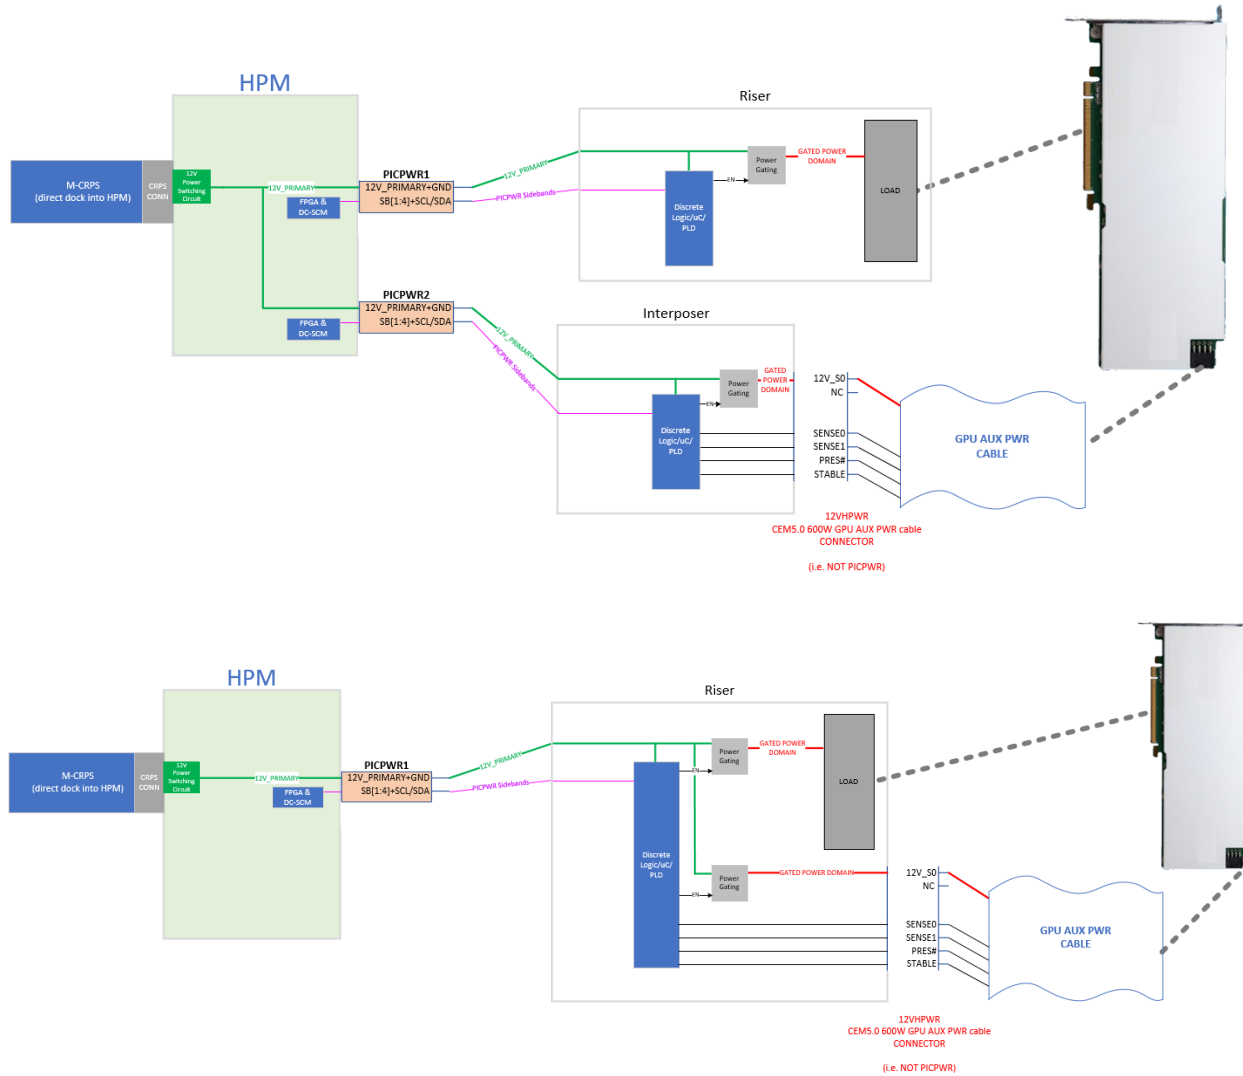 HPM
Riser
M-CRPS
(direct dock into HPM)
CRPS
CONN
12V
Power
Switching
Circuit
12V_PRIMARY
FPGA &
DC-SCM
PICPWR1
12V_PRIMARY+GND
SB[1:4]+SCL/SDA
12V_PRIMARY
PICPWR Sidebands
Discrete
Logic/uC/
PLD
EN
Power
Gating
GATED POWER
DOMAIN
LOAD
FPGA &
DC-SCM
PICPWR2
12V_PRIMARY+GND
SB[1:4]+SCL/SDA
12V_PRIMARY
PICPWR Sidebands
Interposer
Discrete
Logic/uC/
PLD
EN
Power
Gating
GATED
POWER
DOMAIN
12V_S0
NC
SENSE0
SENSE1
PRES#
STABLE
GPU AUX PWR
CABLE
12VHPWR
CEM5.0 600W GPU AUX PWR cable
CONNECTOR
(i.e. NOT PICPWR)
HPM
Riser
M-CRPS
(direct dock into HPM)
CRPS
CONN
12V
Power
Switching
Circuit
12V_PRIMARY
FPGA &
DC-SCM
PICPWR1
12V_PRIMARY+GND
SB[1:4]+SCL/SDA
12V_PRIMARY
PICPWR Sidebands
Discrete
Logic/uC/
PLD
EN
Power
Gating
GATED POWER
DOMAIN
LOAD
EN
EN
Power
Gating
GATED POWER DOMAIN
12V_S0
NC
SENSE0
SENSE1
PRES#
STABLE
GPU AUX PWR
CABLE
12VHPWR
CEM5.0 600W GPU AUX PWR cable
CONNECTOR
(i.e. NOT PICPWR)